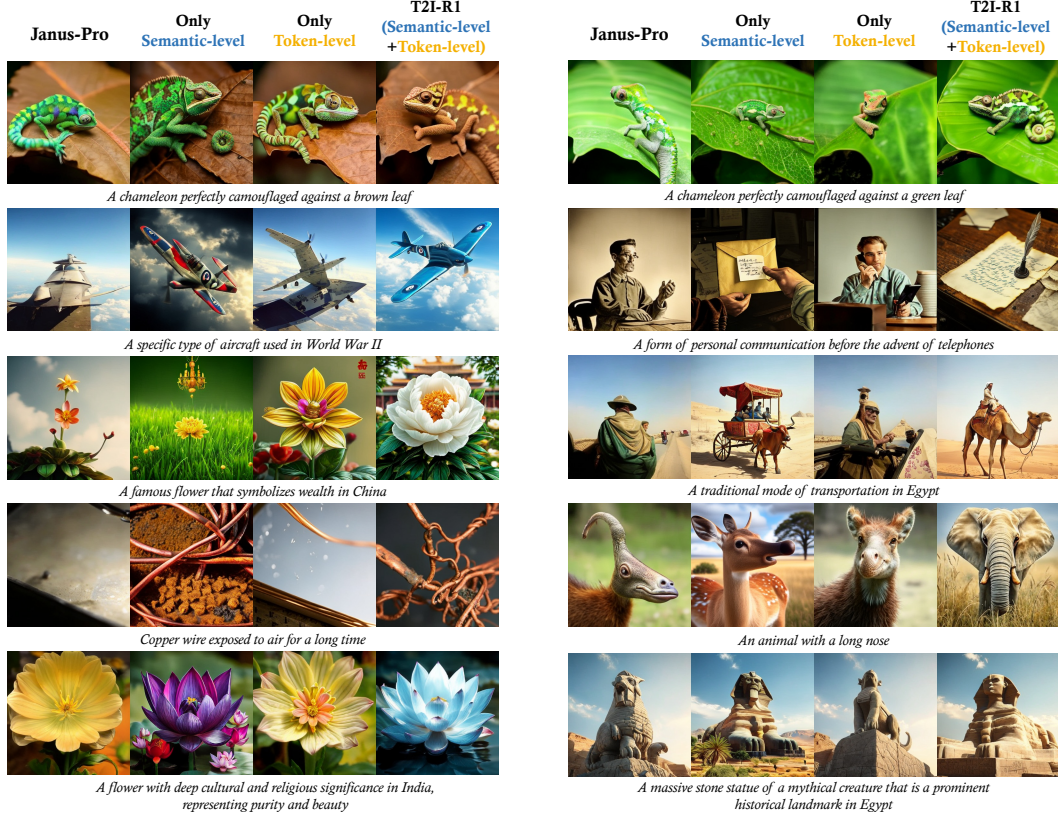 Janus-Pro
Only
Semantic-level
Only
Token-level
T2I-R1
(Semantic-level
+Token-level)
A chameleon perfectly camouflaged against a brown leaf
A specific type of aircraft used in World War II
A famous flower that symbolizes wealth in China
Copper wire exposed to air for a long time
A flower with deep cultural and religious significance in India,
representing purity and beauty
Janus-Pro
Only
Semantic-level
Only
Token-level
T2I-R1
(Semantic-level
+Token-level)
A chameleon perfectly camouflaged against a green leaf
A form of personal communication before the advent of telephones
A traditional mode of transportation in Egypt
An animal with a long nose
A massive stone statue of a mythical creature that is a prominent
historical landmark in Egypt